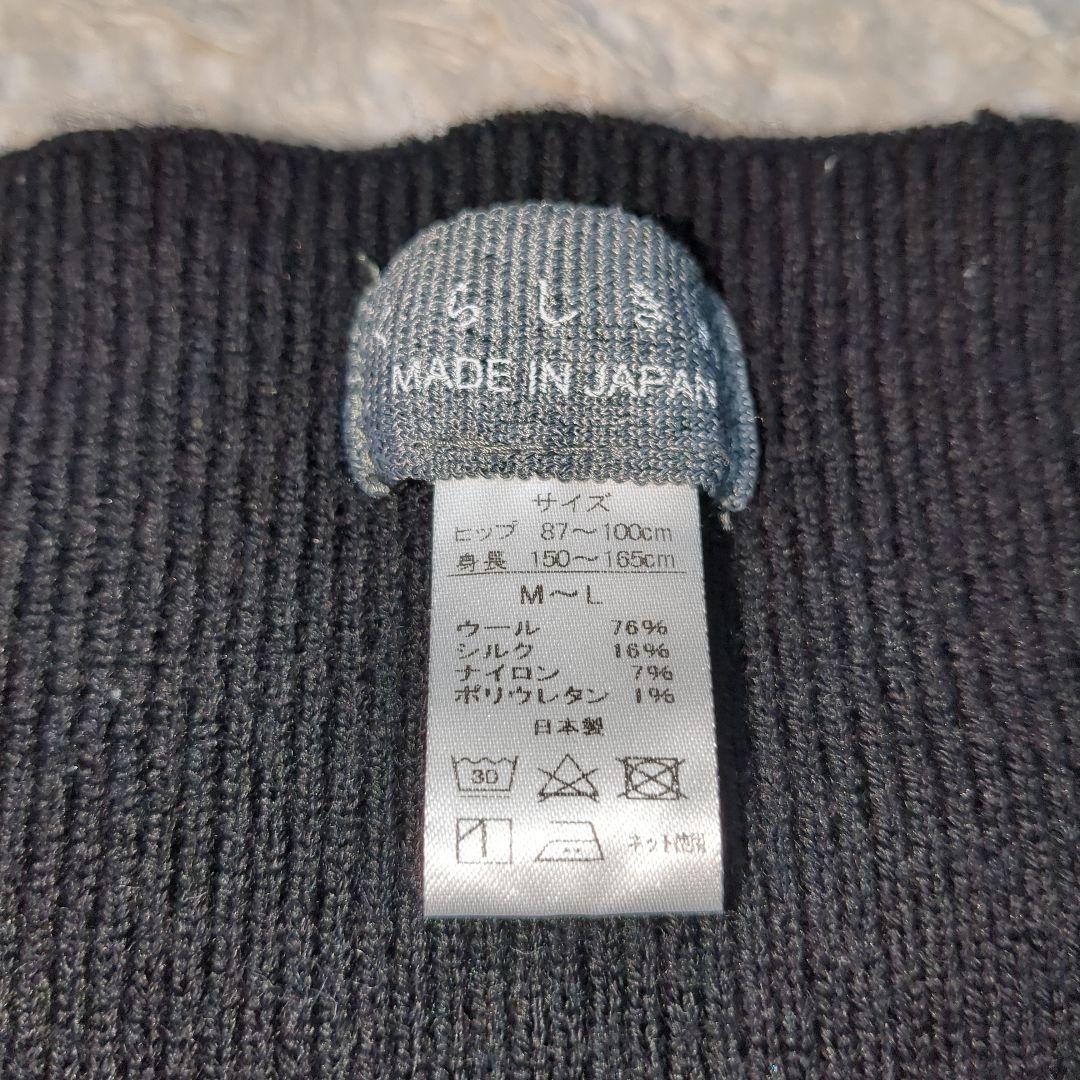 らしさ
MADE IN JAPAN
サイズ
ヒップ 87～100cm
身長 150～165cm
M～L
ウール 76%
シルク 16%
ナイロン 7%
ポリウレタン 1%
日本製
30
ネット使用